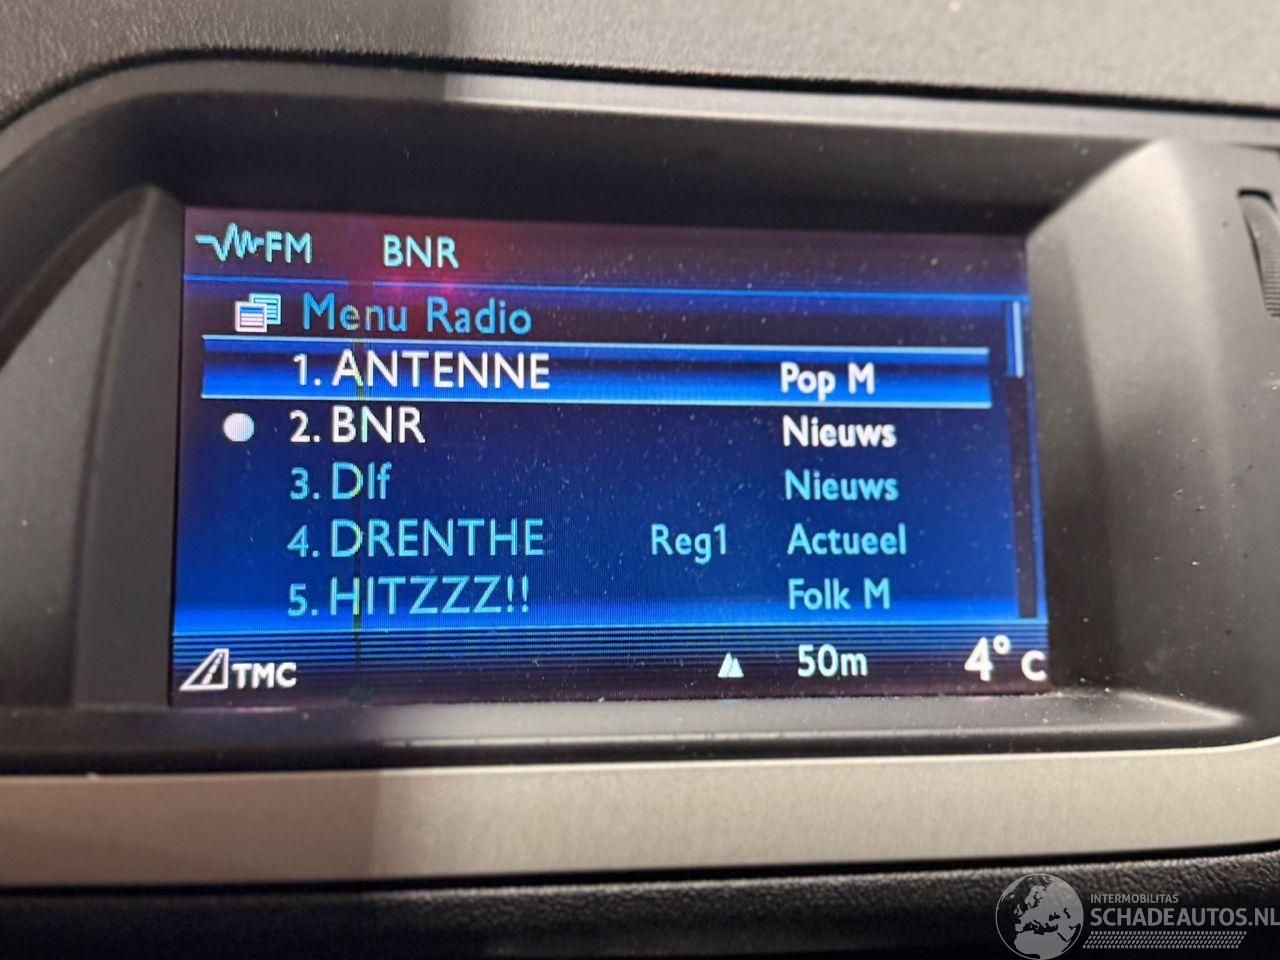 FM BNR
Menu Radio
1. ANTENNE Pop M
2. BNR Nieuws
3. Dlf Nieuws
4. DRENTHE Reg1 Actueel
5. HITZZZ!! Folk M
TMC 50m 4° C
INTERMOBILITAS
SCHADEAUTOS.NL